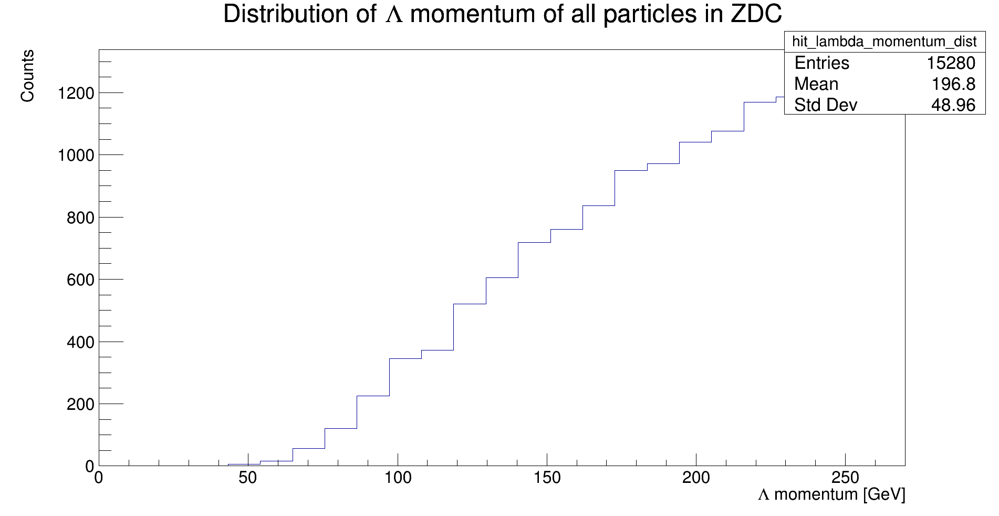 Distribution of Λ momentum of all particles in ZDC
hit_lambda_momentum_dist
Entries 15280
Mean 196.8
Std Dev 48.96
Counts
1200
1000
800
600
400
200
0
0 50 100 150 200 250
Λ momentum [GeV]